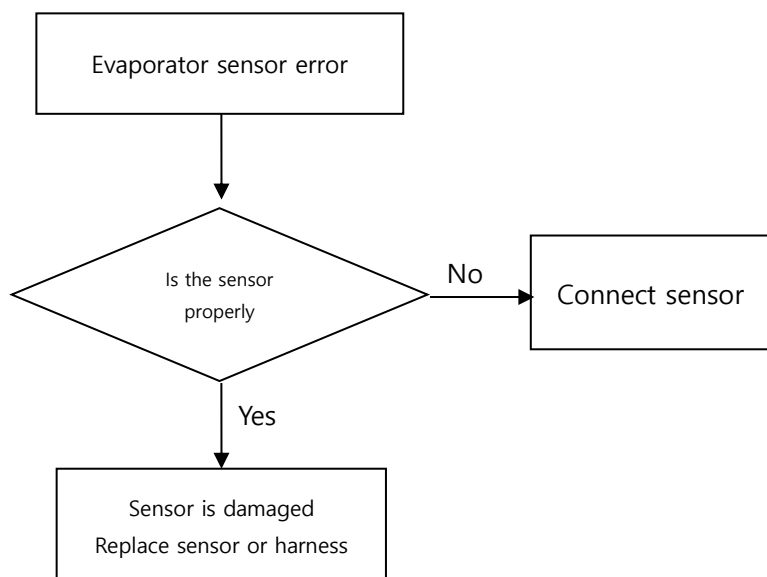 Evaporator sensor error
Is the sensor
properly
No
Connect sensor
Yes
Sensor is damaged
Replace sensor or harness